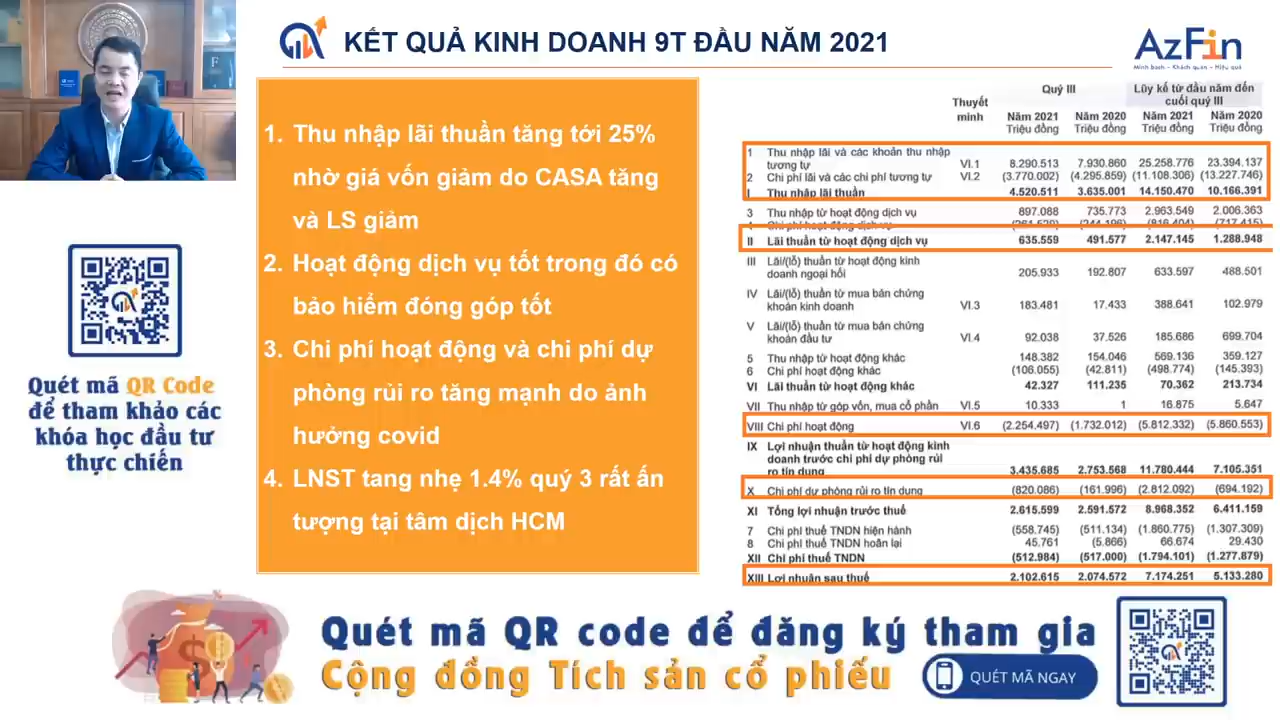 KẾT QUẢ KINH DOANH 9T ĐẦU NĂM 2021
AzFin
Minh bạch - Khách quan - Hiệu quả
1. Thu nhập lãi thuần tăng tới 25%
nhờ giá vốn giảm do CASA tăng
và LS giảm
2. Hoạt động dịch vụ tốt trong đó có
bảo hiểm đóng góp tốt
3. Chi phí hoạt động và chi phí dự
phòng rủi ro tăng mạnh do ảnh
hưởng covid
4. LNST tang nhẹ 1.4% quý 3 rất ấn
tượng tại tâm dịch HCM
Quét mã QR Code
để tham khảo các
khóa học đầu tư
thực chiến
Quý III Lũy kế từ đầu năm đến
cuối quý III
Thuyết
minh
Năm 2021 Năm 2020 Năm 2021 Năm 2020
Triệu đồng Triệu đồng Triệu đồng Triệu đồng
1 Thu nhập lãi và các khoản thu nhập
tương tự VI.1 8.290.513 7.930.860 25.258.776 23.394.137
2 Chi phí lãi và các chi phí tương tự VI.2 (3.770.002) (4.295.859) (11.108.306) (13.227.746)
I Thu nhập lãi thuần 4.520.511 3.635.001 14.150.470 10.166.391
3 Thu nhập từ hoạt động dịch vụ 897.088 735.773 2.963.549 2.006.363
4 Chi phí hoạt động dịch vụ (261.529) (244.196) (816.404) (717.415)
II Lãi thuần từ hoạt động dịch vụ 635.559 491.577 2.147.145 1.288.948
III Lãi/(lỗ) thuần từ hoạt động kinh
doanh ngoại hối 205.933 192.807 633.597 488.501
IV Lãi/(lỗ) thuần từ mua bán chứng
khoán kinh doanh VI.3 183.481 17.433 388.641 102.979
V Lãi/(lỗ) thuần từ mua bán chứng
khoán đầu tư VI.4 92.038 37.526 185.686 699.704
5 Thu nhập từ hoạt động khác 148.382 154.046 569.136 359.127
6 Chi phí hoạt động khác (106.055) (42.811) (498.774) (145.393)
VI Lãi thuần từ hoạt động khác 42.327 111.235 70.362 213.734
VII Thu nhập từ góp vốn, mua cổ phần VI.5 10.333 1 16.875 5.647
VIII Chi phí hoạt động VI.6 (2.254.497) (1.732.012) (5.812.332) (5.860.553)
IX Lợi nhuận thuần từ hoạt động kinh
doanh trước chi phí dự phòng rủi
ro tín dụng 3.435.685 2.753.568 11.780.444 7.105.351
X Chi phí dự phòng rủi ro tín dụng (820.086) (161.996) (2.812.092) (694.192)
XI Tổng lợi nhuận trước thuế 2.615.599 2.591.572 8.968.352 6.411.159
7 Chi phí thuế TNDN hiện hành (558.745) (511.134) (1.860.775) (1.307.309)
8 Chi phí thuế TNDN hoãn lại 45.761 (5.866) 66.674 29.430
XII Chi phí thuế TNDN (512.984) (517.000) (1.794.101) (1.277.879)
XIII Lợi nhuận sau thuế 2.102.615 2.074.572 7.174.251 5.133.280
Quét mã QR code để đăng ký tham gia
Cộng đồng Tích sản cổ phiếu
QUÉT MÃ NGAY